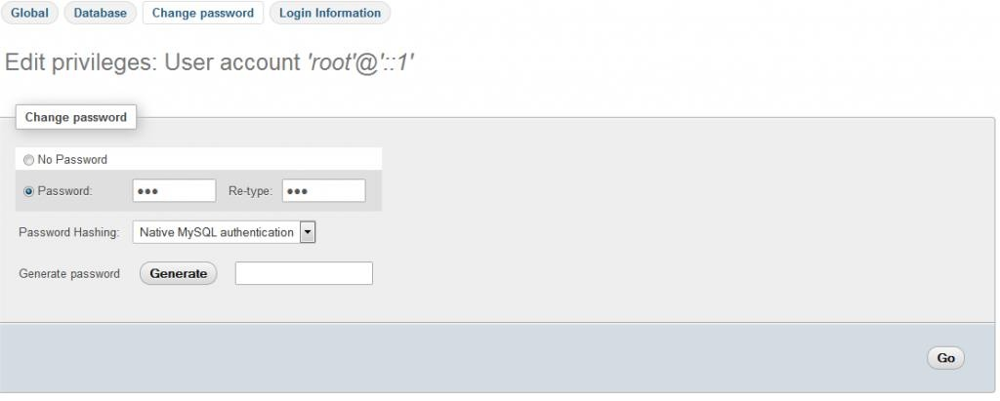 Global Database Change password Login Information
Edit privileges: User account 'root'@'::1'
Change password
No Password
Password: ●●● Re-type: ●●●
Password Hashing: Native MySQL authentication
Generate password Generate
Go